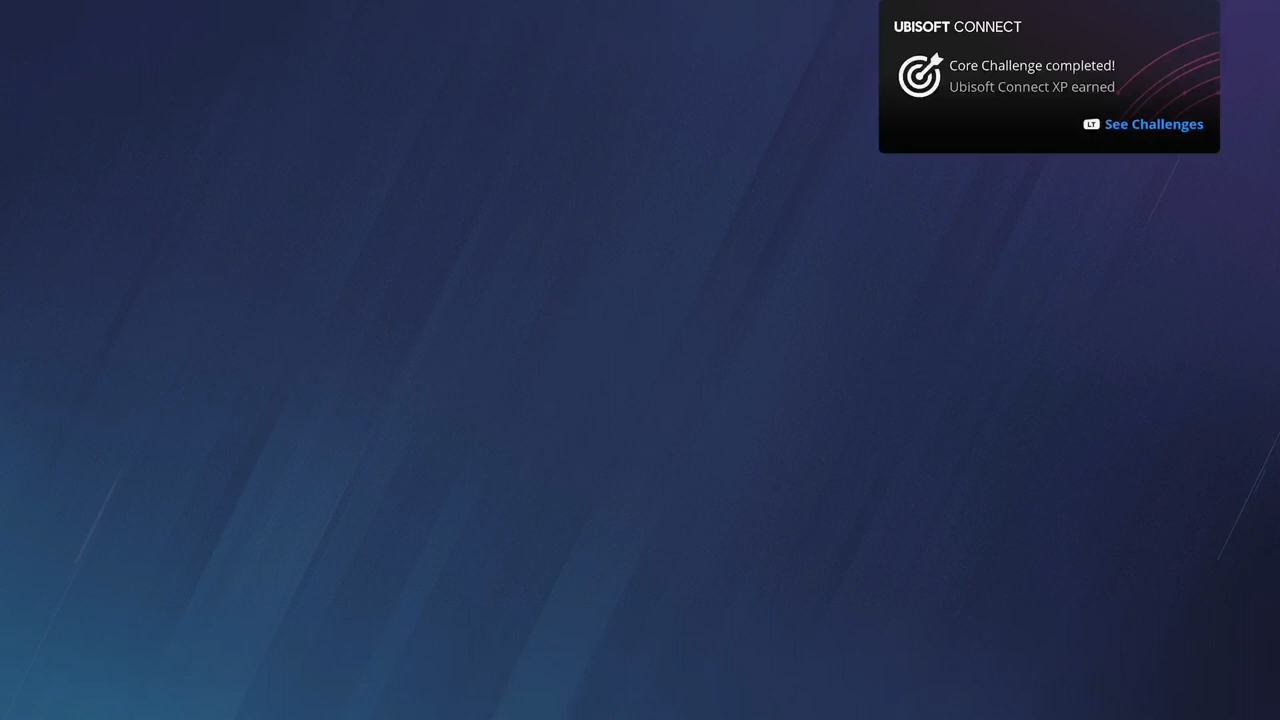 UBISOFT CONNECT
Core Challenge completed!
Ubisoft Connect XP earned
LT See Challenges